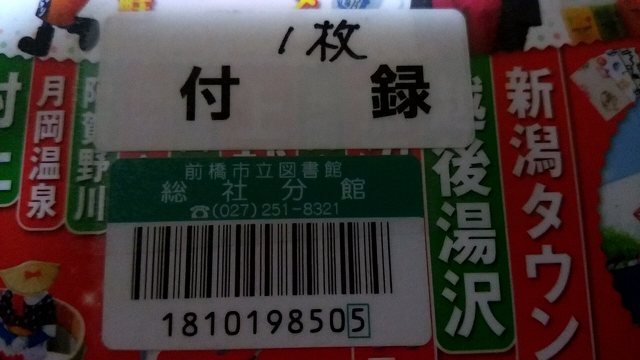 1枚
付 録
前橋市立図書館
総社分館
☎(027)251-8321
1810198505
月岡温泉
阿賀野川
越後湯沢
新潟タウン